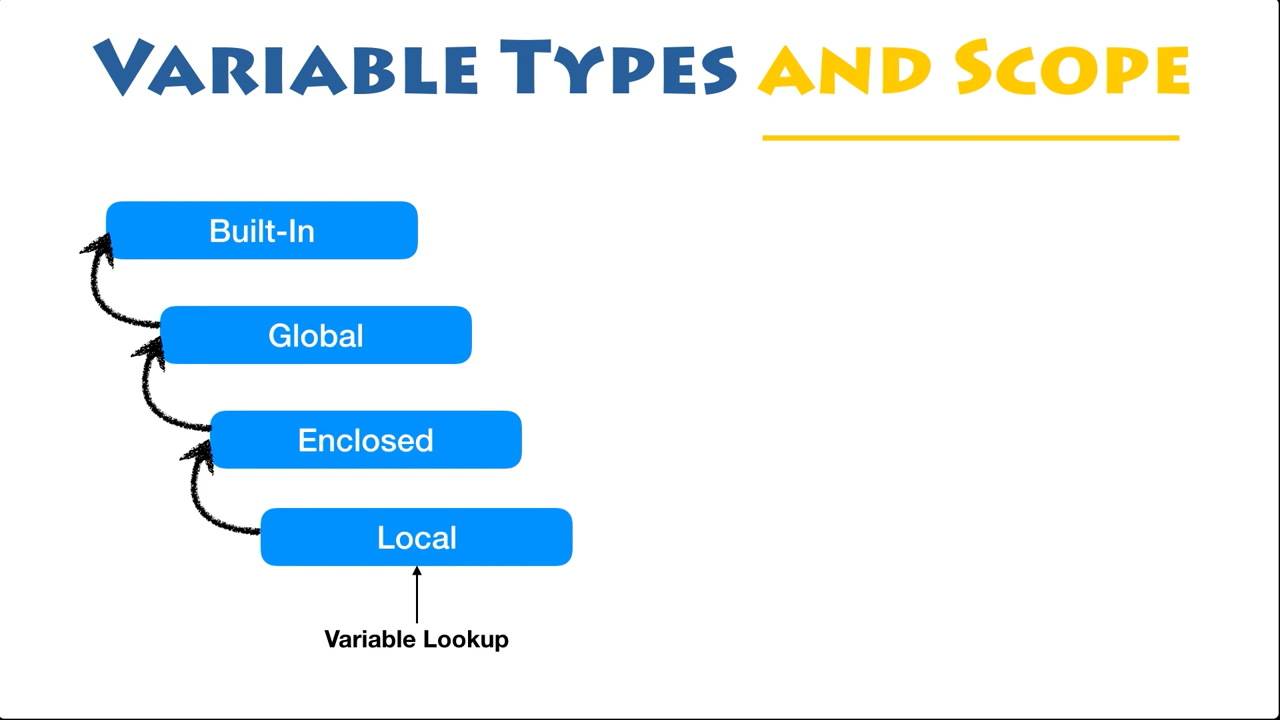 Variable Types and Scope
Built-In
Global
Enclosed
Local
Variable Lookup